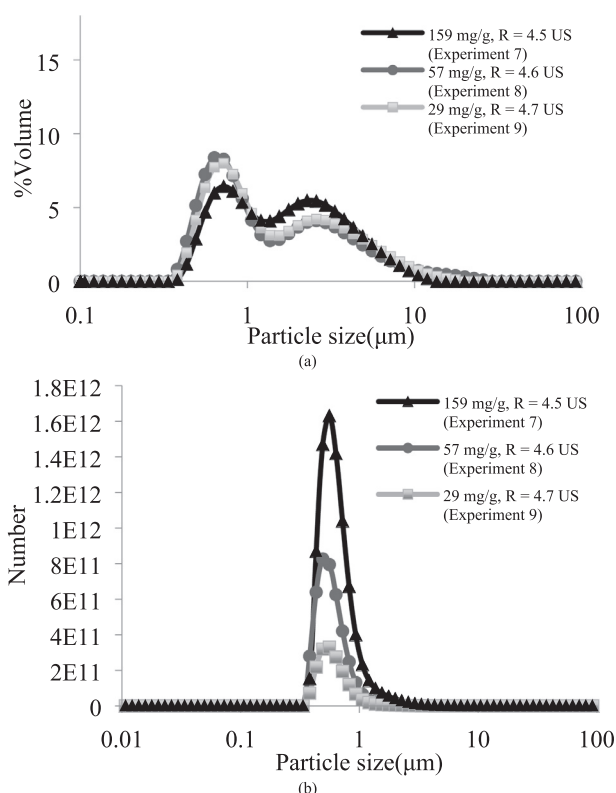 159 mg/g, R = 4.5 US
(Experiment 7)
57 mg/g, R = 4.6 US
(Experiment 8)
29 mg/g, R = 4.7 US
(Experiment 9)
15
10
5
0
%Volume
0.1
1
10
100
Particle size(μm)
(a)
1.8E12
1.6E12
1.4E12
1.2E12
1E12
8E11
6E11
4E11
2E11
0
Number
159 mg/g, R = 4.5 US
(Experiment 7)
57 mg/g, R = 4.6 US
(Experiment 8)
29 mg/g, R = 4.7 US
(Experiment 9)
0.01
0.1
1
10
100
Particle size(μm)
(b)